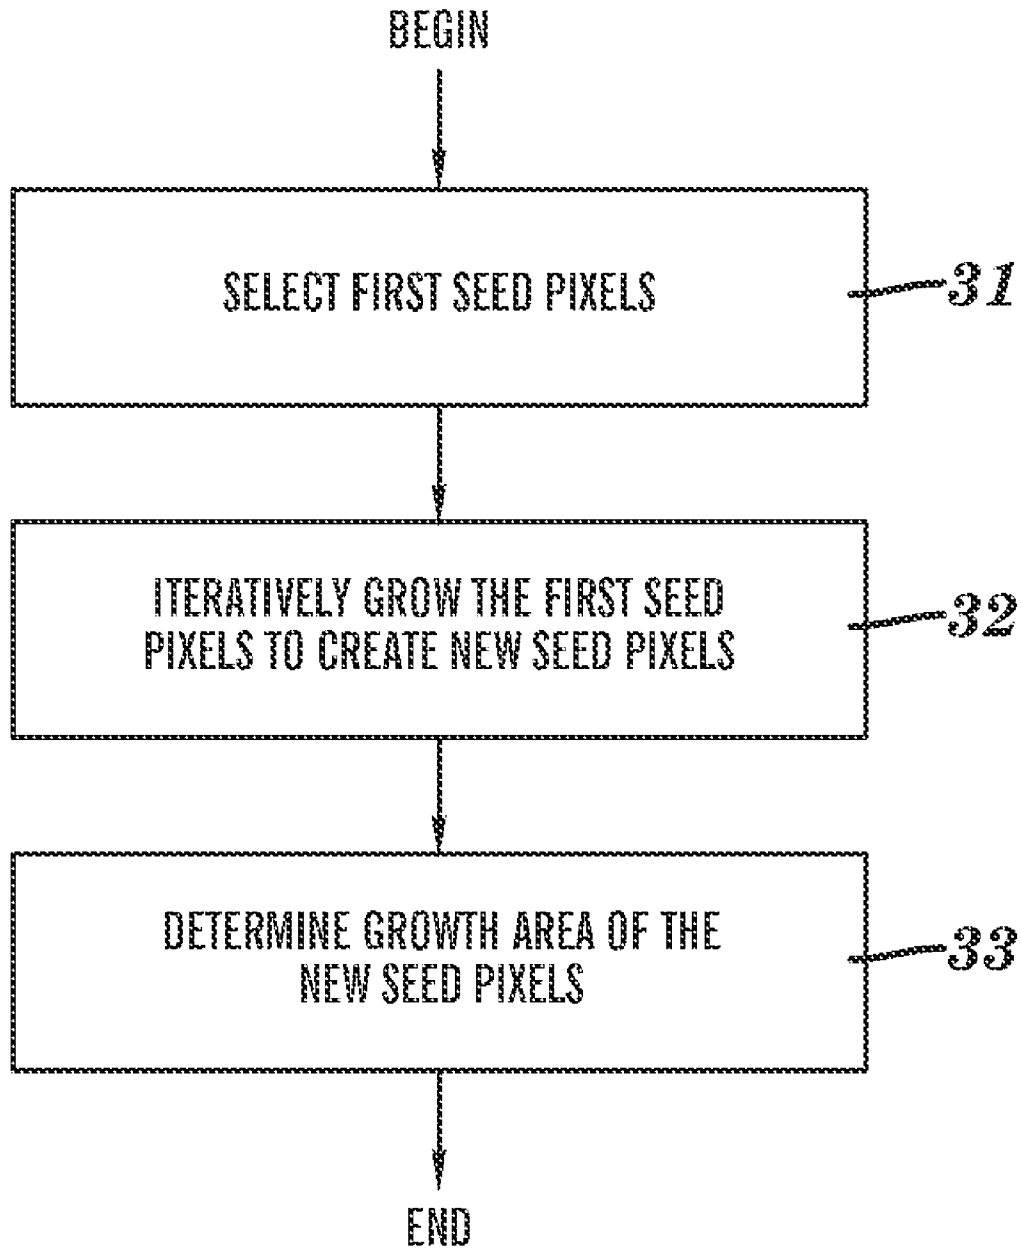 BEGIN
SELECT FIRST SEED PIXELS
31
ITERATIVELY GROW THE FIRST SEED
PIXELS TO CREATE NEW SEED PIXELS
32
DETERMINE GROWTH AREA OF THE
NEW SEED PIXELS
33
END